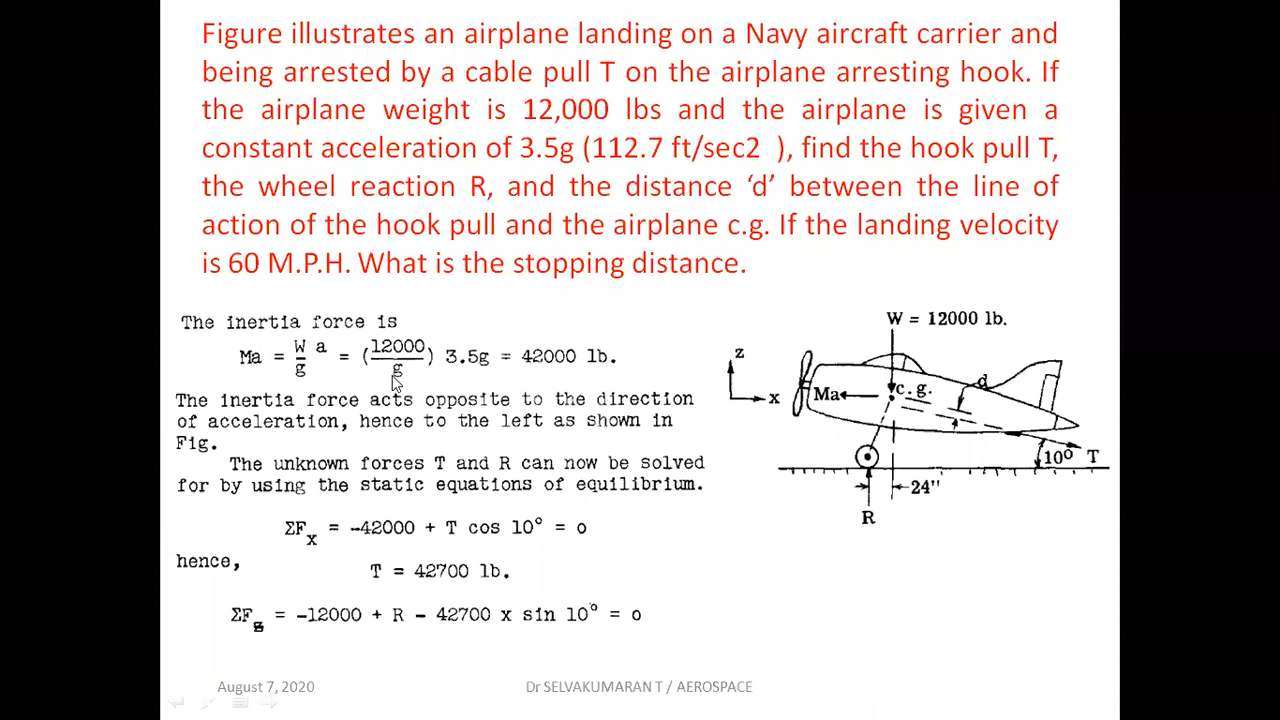 Figure illustrates an airplane landing on a Navy aircraft carrier and
being arrested by a cable pull T on the airplane arresting hook. If
the airplane weight is 12,000 lbs and the airplane is given a
constant acceleration of 3.5g (112.7 ft/sec2  ), find the hook pull T,
the wheel reaction R, and the distance ‘d’ between the line of
action of the hook pull and the airplane c.g. If the landing velocity
is 60 M.P.H. What is the stopping distance.
The inertia force is
Ma = W/g a = (12000/g) 3.5g = 42000 lb.
The inertia force acts opposite to the direction
of acceleration, hence to the left as shown in
Fig.
The unknown forces T and R can now be solved
for by using the static equations of equilibrium.
ΣFx = -42000 + T cos 10° = o
hence,
T = 42700 lb.
ΣFz = -12000 + R - 42700 x sin 10° = o
W = 12000 lb.
z
x
Ma
c.g.
d
10°
T
24"
R
August 7, 2020
Dr SELVAKUMARAN T / AEROSPACE